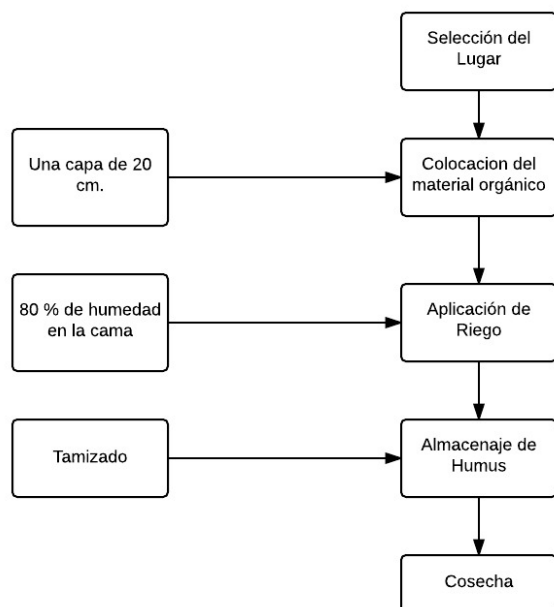 Selección del
Lugar
Una capa de 20
cm.
Colocacion del
material orgánico
80 % de humedad
en la cama
Aplicación de
Riego
Tamizado
Almacenaje de
Humus
Cosecha